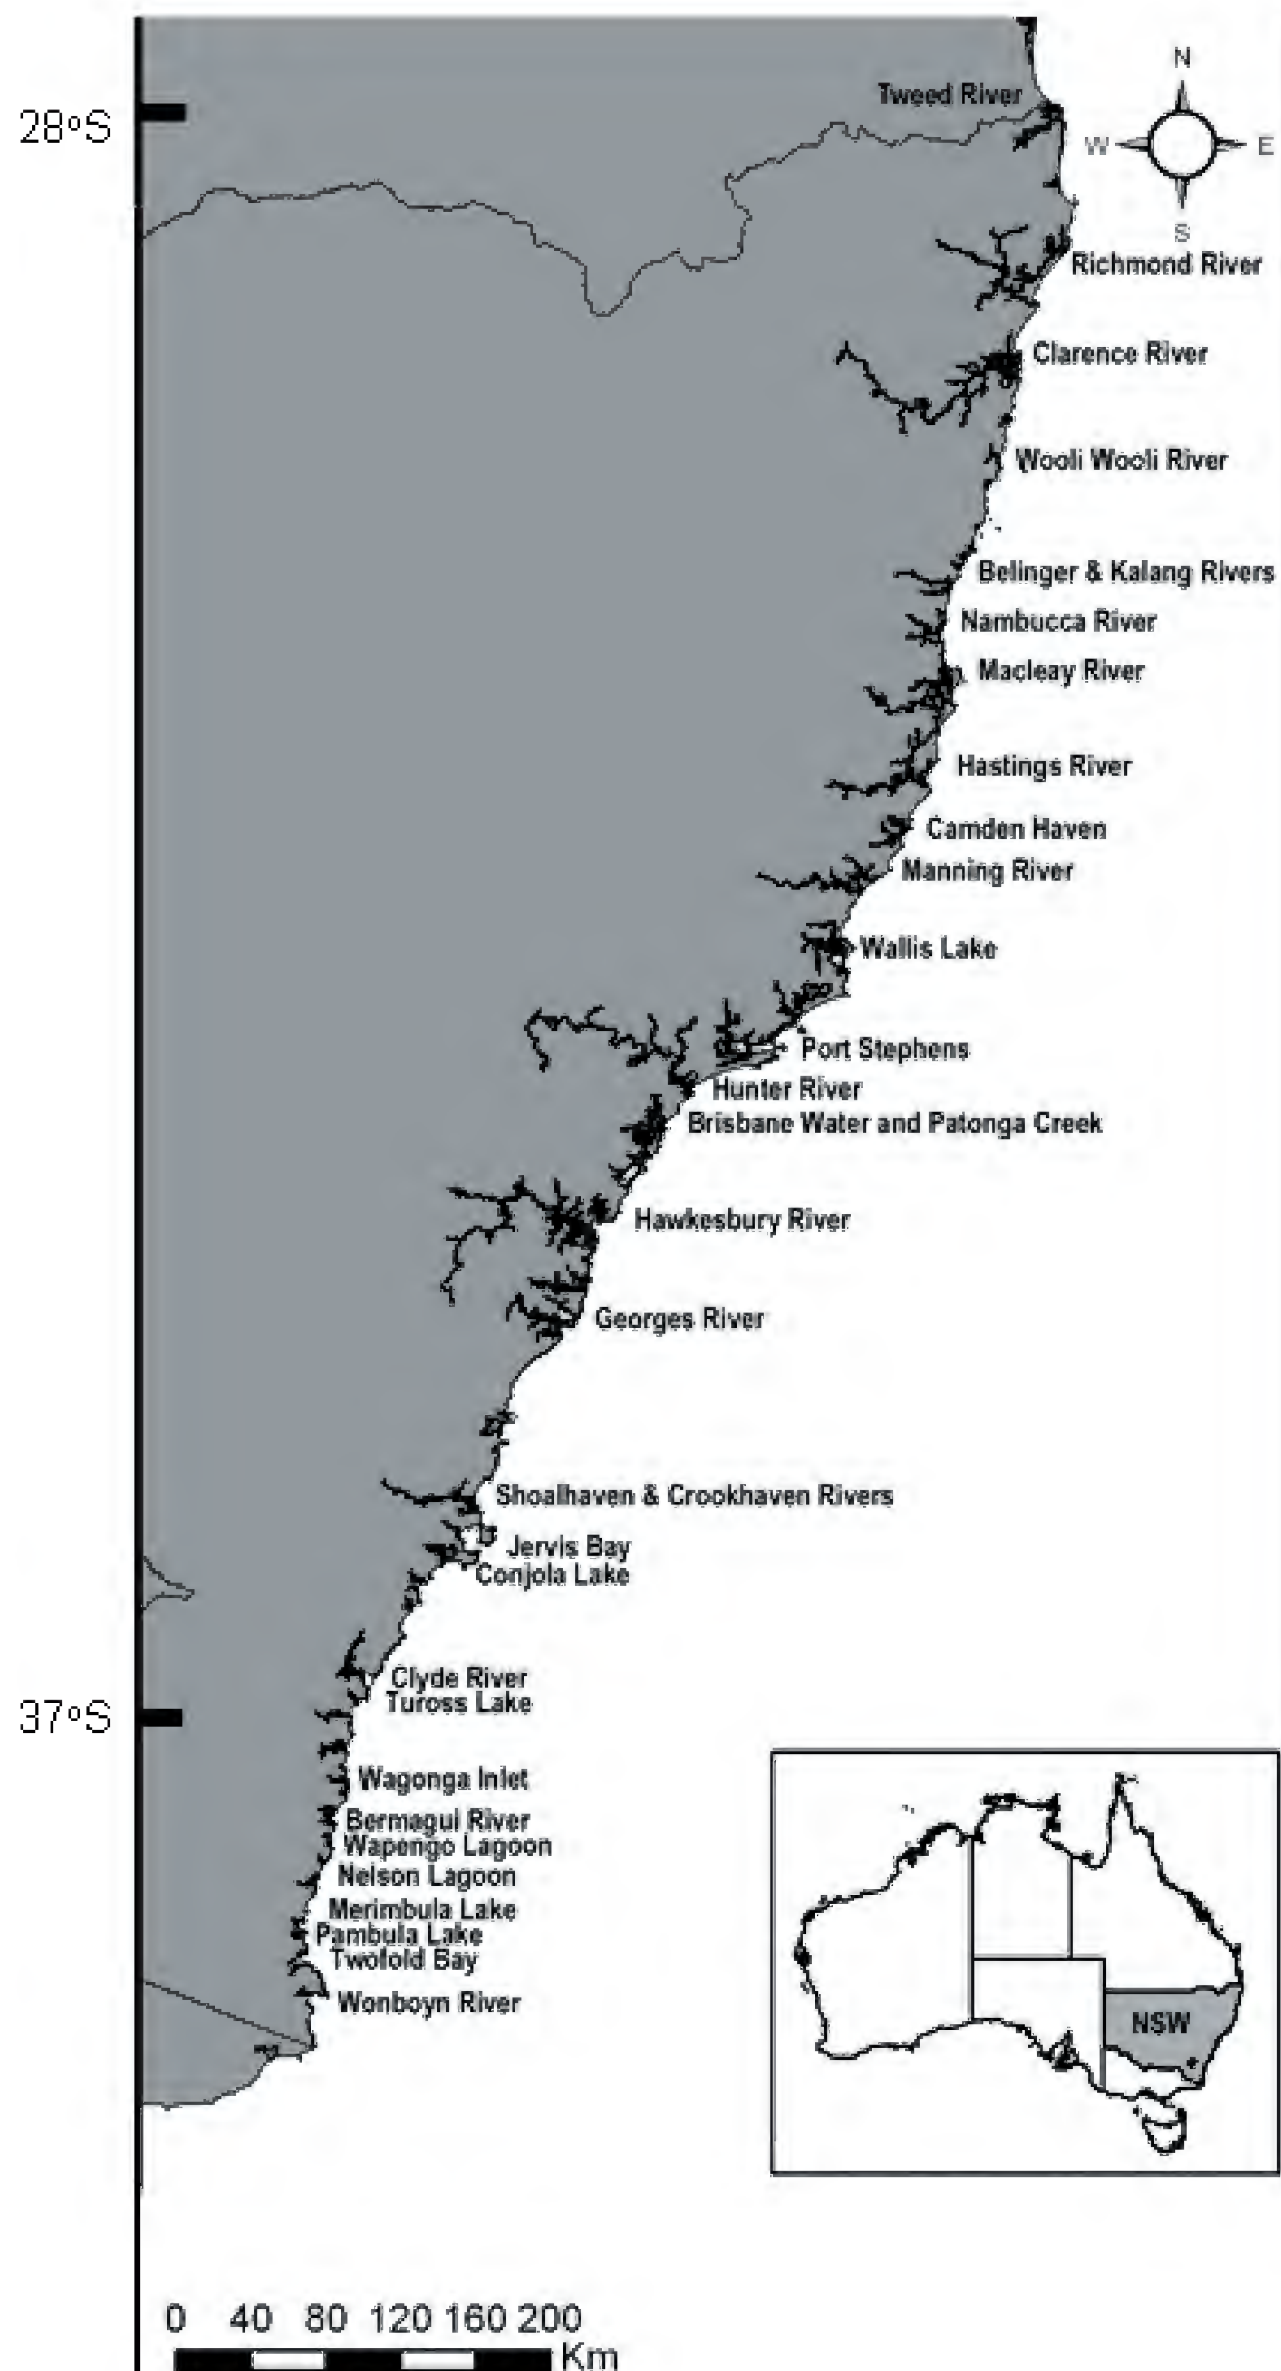 N
Tweed River
28ºS
W
E
S
Richmond River
Clarence River
Wooli Wooli River
Belinger & Kalang Rivers
Nambucca River
Macleay River
Hastings River
Camden Haven
Manning River
Wallis Lake
Port Stephens
Hunter River
Brisbane Water and Patonga Creek
Hawkesbury River
Georges River
Shoalhaven & Crookhaven Rivers
Jervis Bay
Conjola Lake
Clyde River
Tuross Lake
37ºS
Wagonga Inlet
Bermagui River
Wapengo Lagoon
Nelson Lagoon
Merimbula Lake
Pambula Lake
Twofold Bay
Wonboyn River
NSW
0 40 80 120 160 200
Km